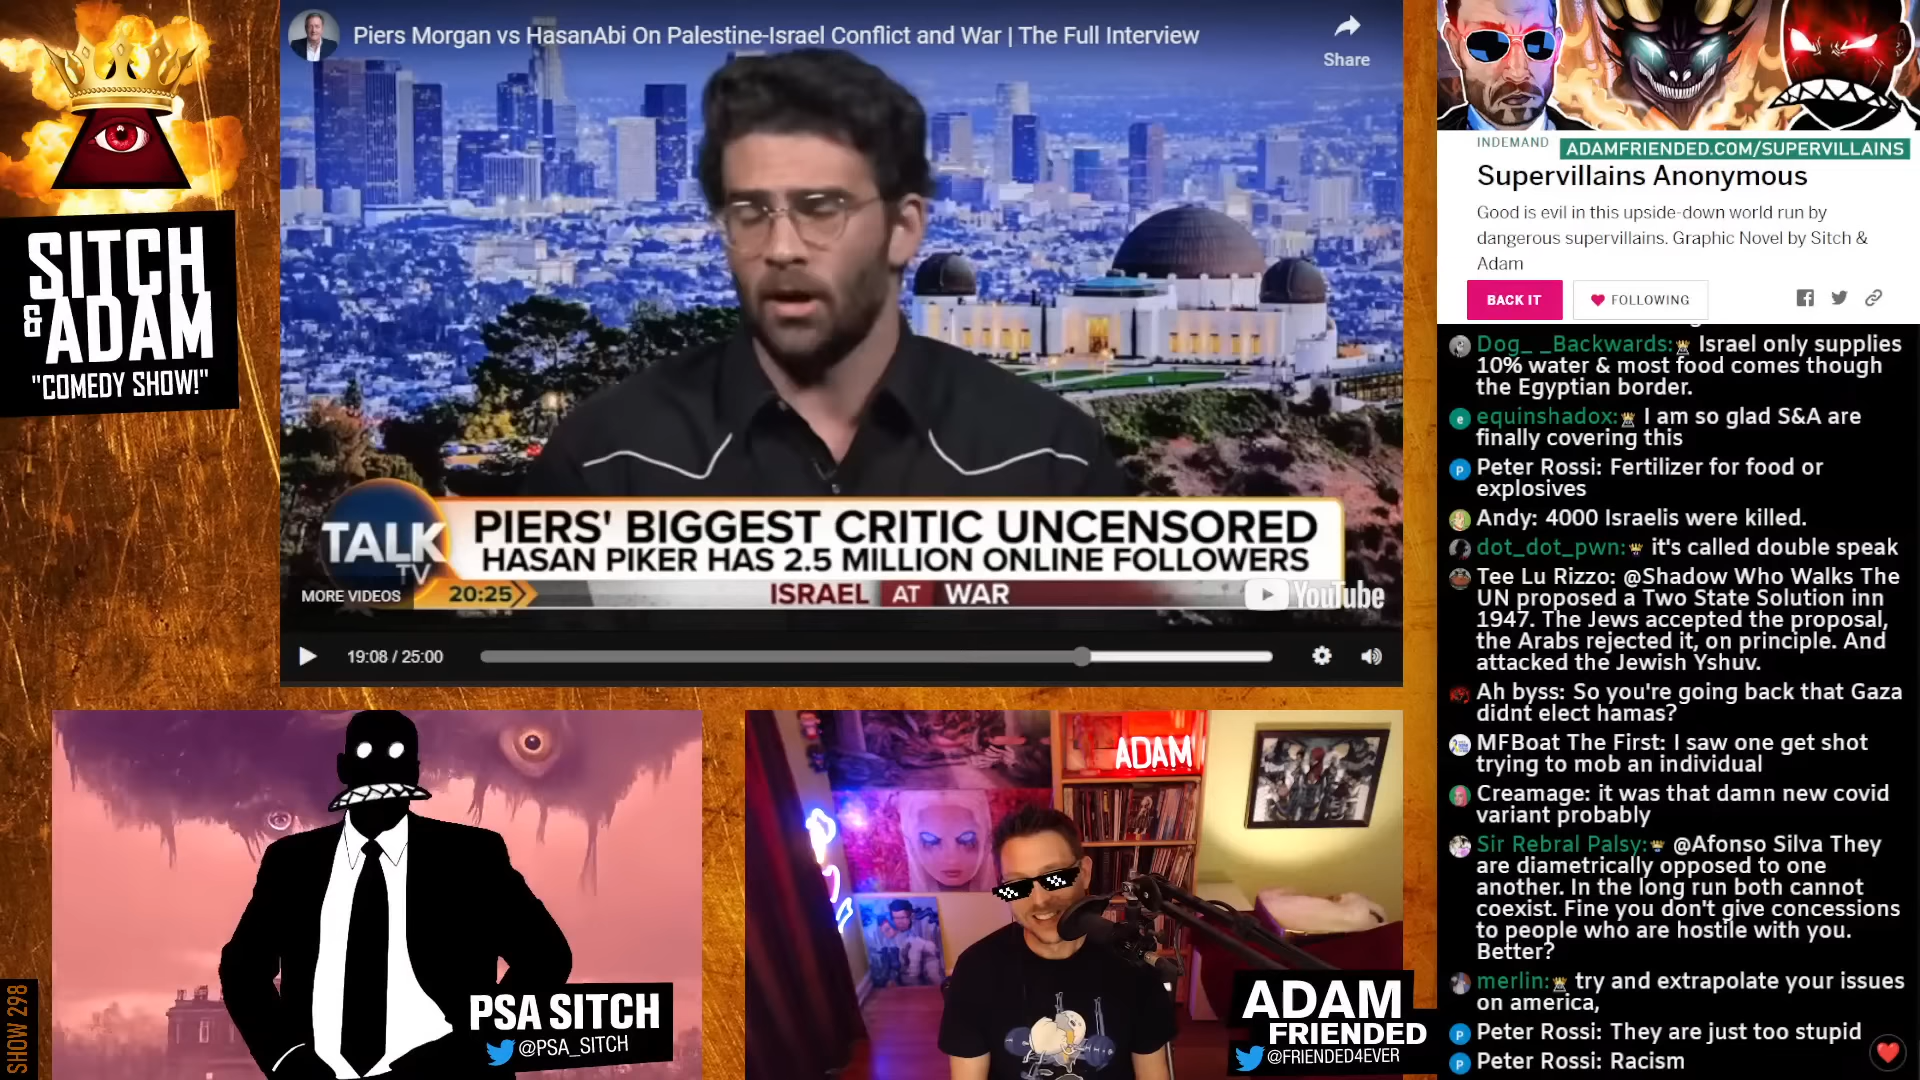 SITCH
& ADAM
"COMEDY SHOW!"
SHOW 298
Piers Morgan vs HasanAbi On Palestine-Israel Conflict and War | The Full Interview
Share
TALK
TV
PIERS' BIGGEST CRITIC UNCENSORED
HASAN PIKER HAS 2.5 MILLION ONLINE FOLLOWERS
MORE VIDEOS
20:25
ISRAEL AT WAR
YouTube
19:08 / 25:00
PSA SITCH
@PSA_SITCH
ADAM
ADAM
FRIENDED
@FRIENDED4EVER
INDEMAND
ADAMFRIENDED.COM/SUPERVILLAINS
Supervillains Anonymous
Good is evil in this upside-down world run by
dangerous supervillains. Graphic Novel by Sitch &
Adam
BACK IT
FOLLOWING
Dog_ _Backwards: Israel only supplies
10% water & most food comes though
the Egyptian border.
equinshadox: I am so glad S&A are
finally covering this
Peter Rossi: Fertilizer for food or
explosives
Andy: 4000 Israelis were killed.
dot_dot_pwn: it's called double speak
Tee Lu Rizzo: @Shadow Who Walks The
UN proposed a Two State Solution inn
1947. The Jews accepted the proposal,
the Arabs rejected it, on principle. And
attacked the Jewish Yshuv.
Ah byss: So you're going back that Gaza
didnt elect hamas?
MFBoat The First: I saw one get shot
trying to mob an individual
Creamage: it was that damn new covid
variant probably
Sir Rebral Palsy: @Afonso Silva They
are diametrically opposed to one
another. In the long run both cannot
coexist. Fine you don't give concessions
to people who are hostile with you.
Better?
merlin: try and extrapolate your issues
on america,
Peter Rossi: They are just too stupid
Peter Rossi: Racism